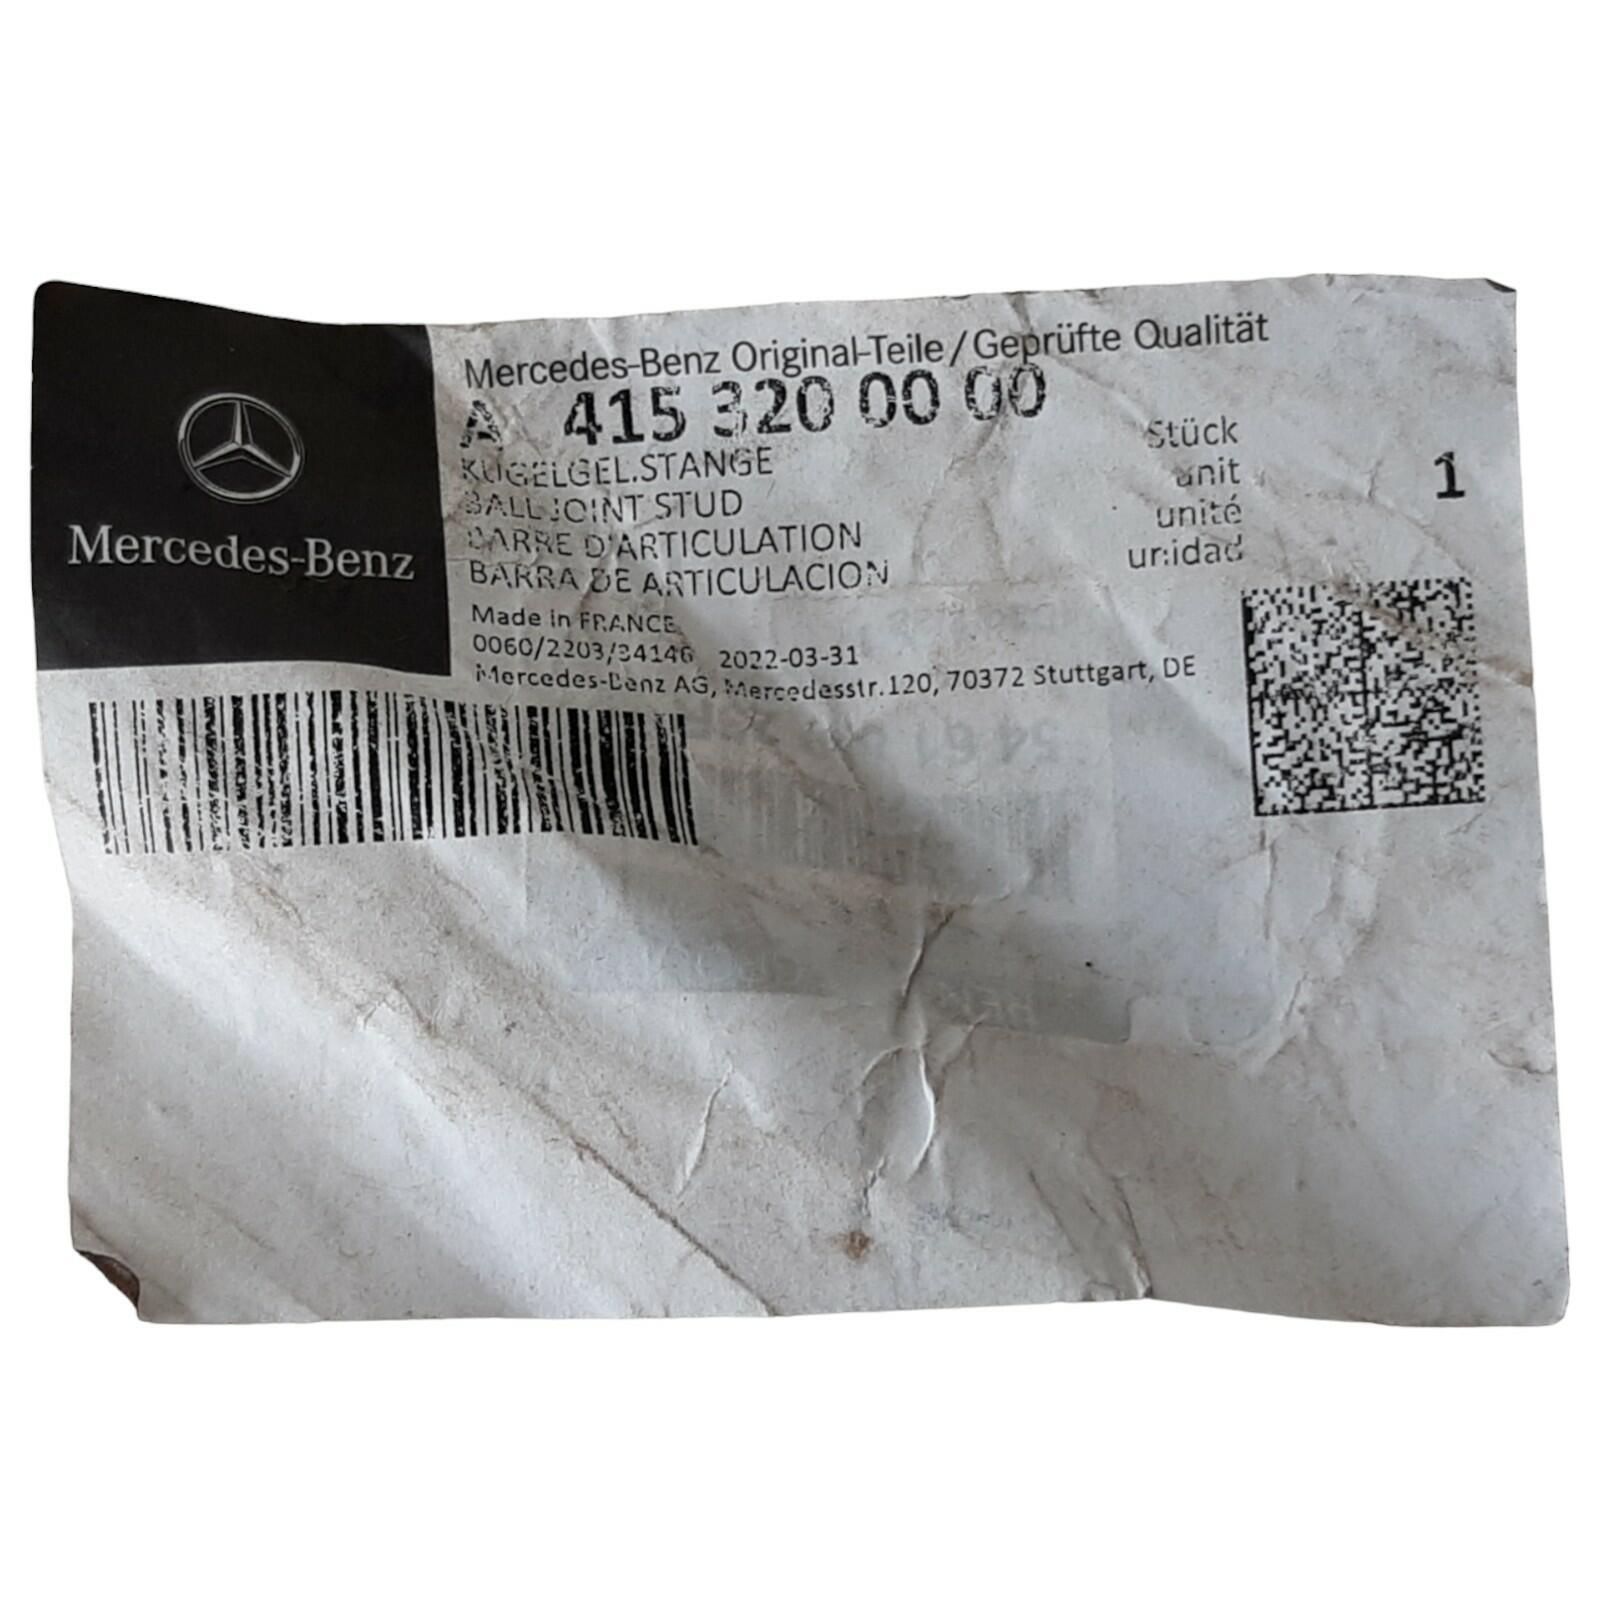 Mercedes-Benz
Mercedes-Benz Original-Teile/Geprüfte Qualität
A 415 320 00 00
KUGELGEL.STANGE
BALL JOINT STUD
BARRE D'ARTICULATION
BARRA DE ARTICULACION
Stück
unit
unité
unidad
1
Made in FRANCE
0060/2203/34146 2022-03-31
Mercedes-Benz AG, Mercedesstr.120, 70372 Stuttgart, DE